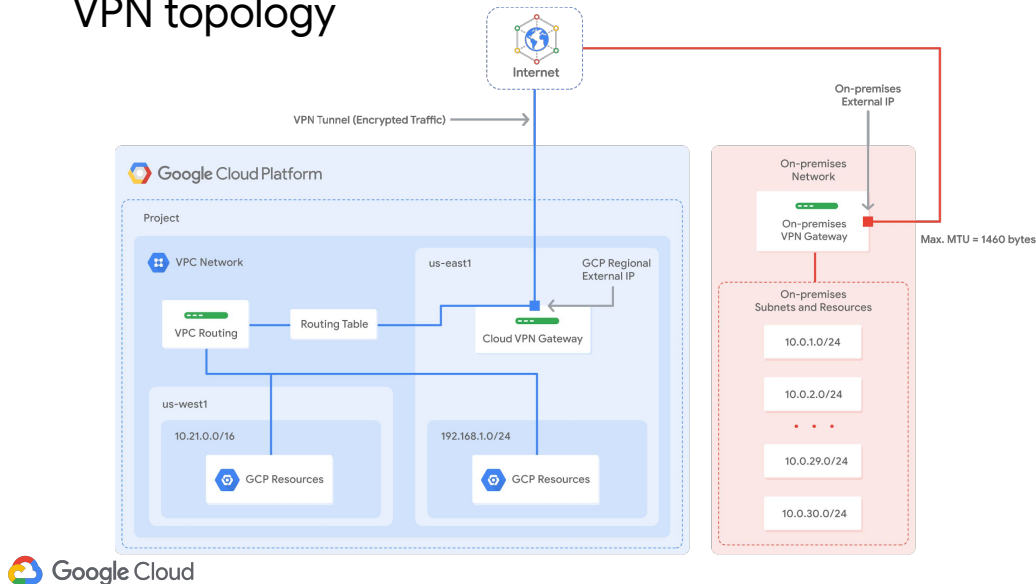 VPN topology
Internet
On-premises
External IP
VPN Tunnel (Encrypted Traffic)
Google Cloud Platform
Project
VPC Network
us-east1
GCP Regional
External IP
VPC Routing
Routing Table
Cloud VPN Gateway
us-west1
10.21.0.0/16
GCP Resources
192.168.1.0/24
GCP Resources
On-premises
Network
On-premises
VPN Gateway
Max. MTU = 1460 bytes
On-premises
Subnets and Resources
10.0.1.0/24
10.0.2.0/24
10.0.29.0/24
10.0.30.0/24
Google Cloud